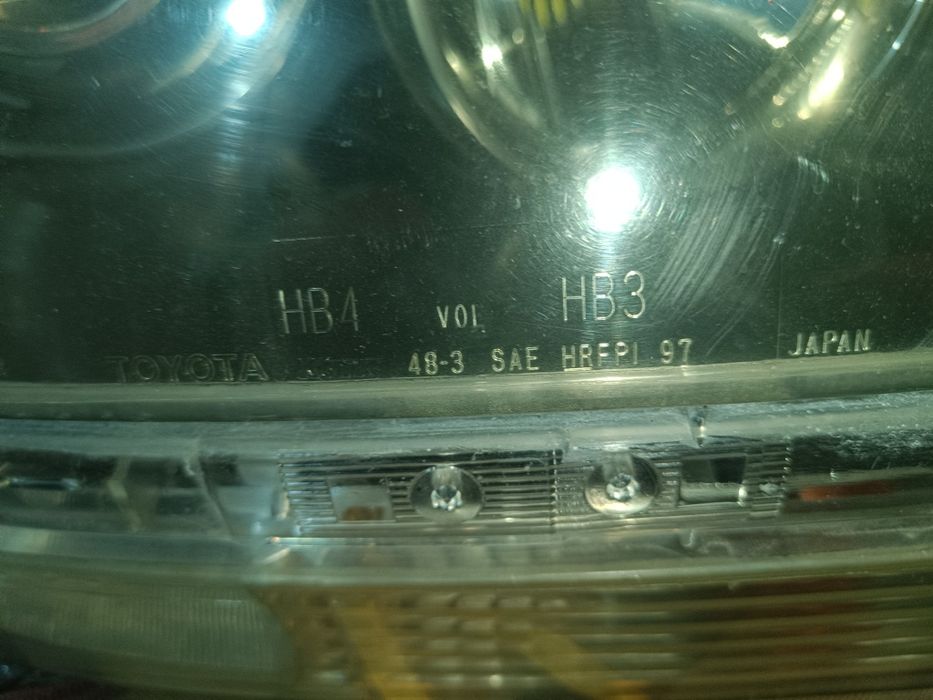 HB4 VOL HB3
TOYOTA 48-3 SAE HRFPI 97 JAPAN